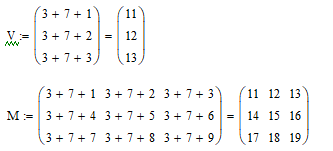 V := ( 3 + 7 + 1
3 + 7 + 2
3 + 7 + 3 ) = ( 11
12
13 )
M := ( 3 + 7 + 1 3 + 7 + 2 3 + 7 + 3
3 + 7 + 4 3 + 7 + 5 3 + 7 + 6
3 + 7 + 7 3 + 7 + 8 3 + 7 + 9 ) = ( 11 12 13
14 15 16
17 18 19 )